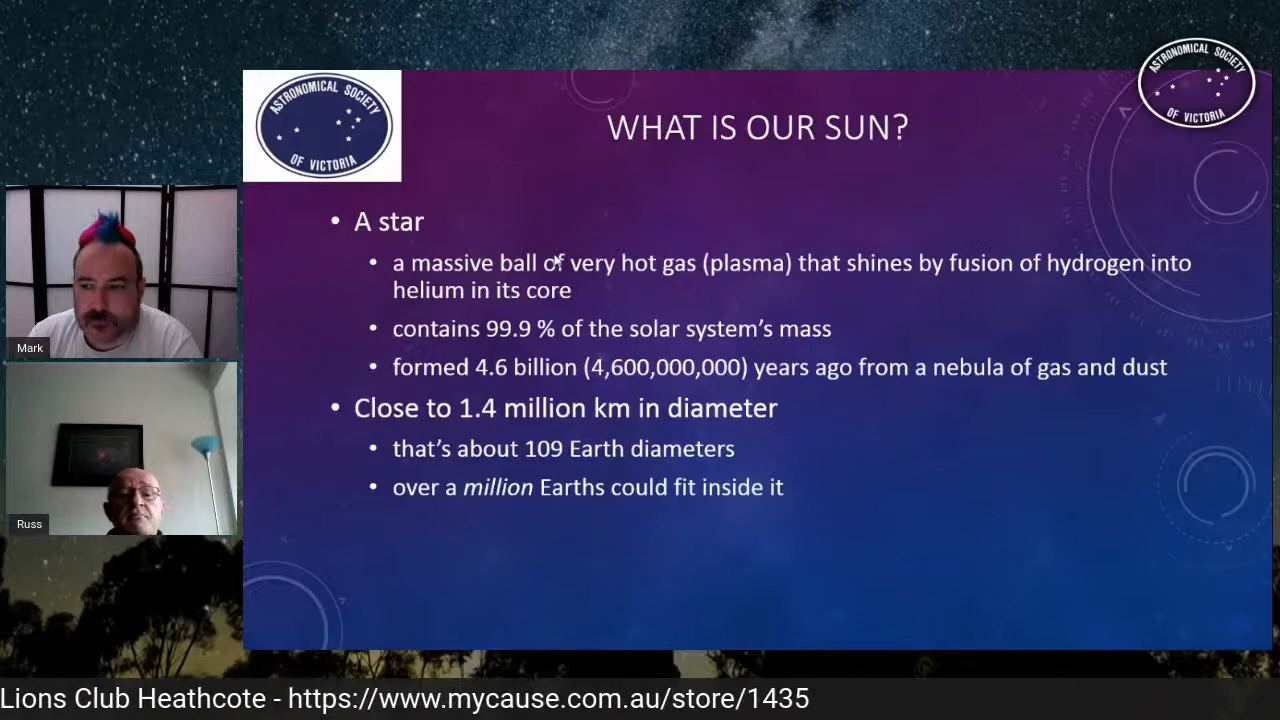 ASTRONOMICAL SOCIETY
OF VICTORIA
ASTRONOMICAL SOCIETY
OF VICTORIA
WHAT IS OUR SUN?
• A star
• a massive ball of very hot gas (plasma) that shines by fusion of hydrogen into
helium in its core
• contains 99.9 % of the solar system’s mass
• formed 4.6 billion (4,600,000,000) years ago from a nebula of gas and dust
• Close to 1.4 million km in diameter
• that’s about 109 Earth diameters
• over a million Earths could fit inside it
Mark
Russ
Lions Club Heathcote - https://www.mycause.com.au/store/1435